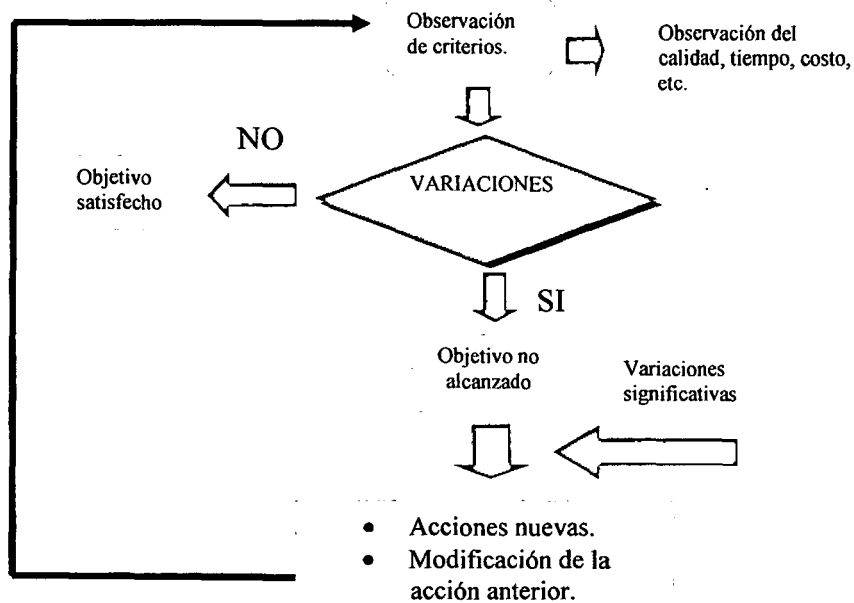 Observación
de criterios.
Observación del
calidad, tiempo, costo,
etc.
NO
Objetivo
satisfecho
VARIACIONES
SI
Objetivo no
alcanzado
Variaciones
significativas
• Acciones nuevas.
• Modificación de la
acción anterior.